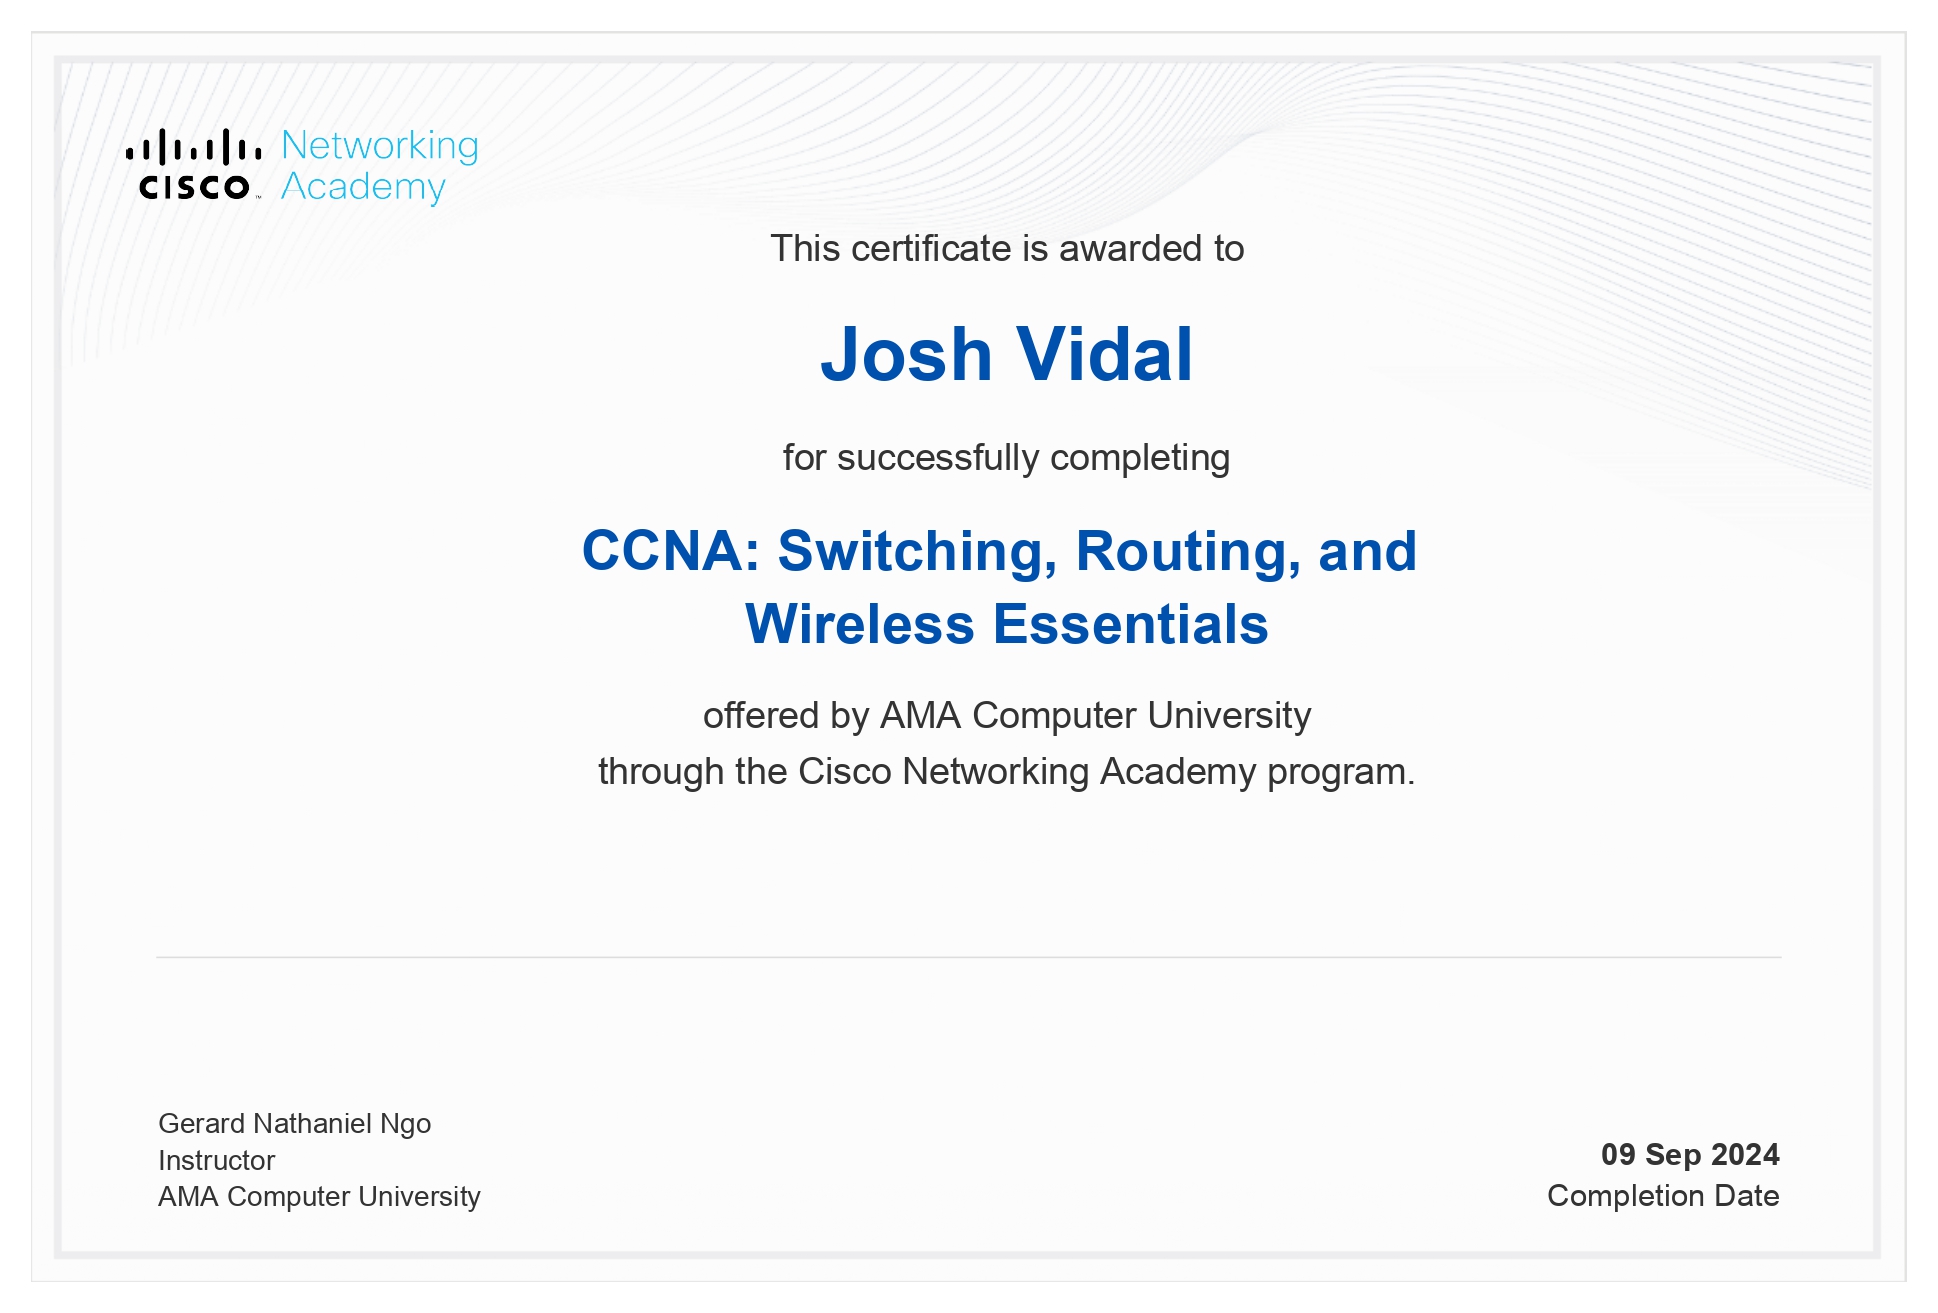 Networking
CISCO™ Academy
This certificate is awarded to
Josh Vidal
for successfully completing
CCNA: Switching, Routing, and
Wireless Essentials
offered by AMA Computer University
through the Cisco Networking Academy program.
Gerard Nathaniel Ngo
Instructor
AMA Computer University
09 Sep 2024
Completion Date